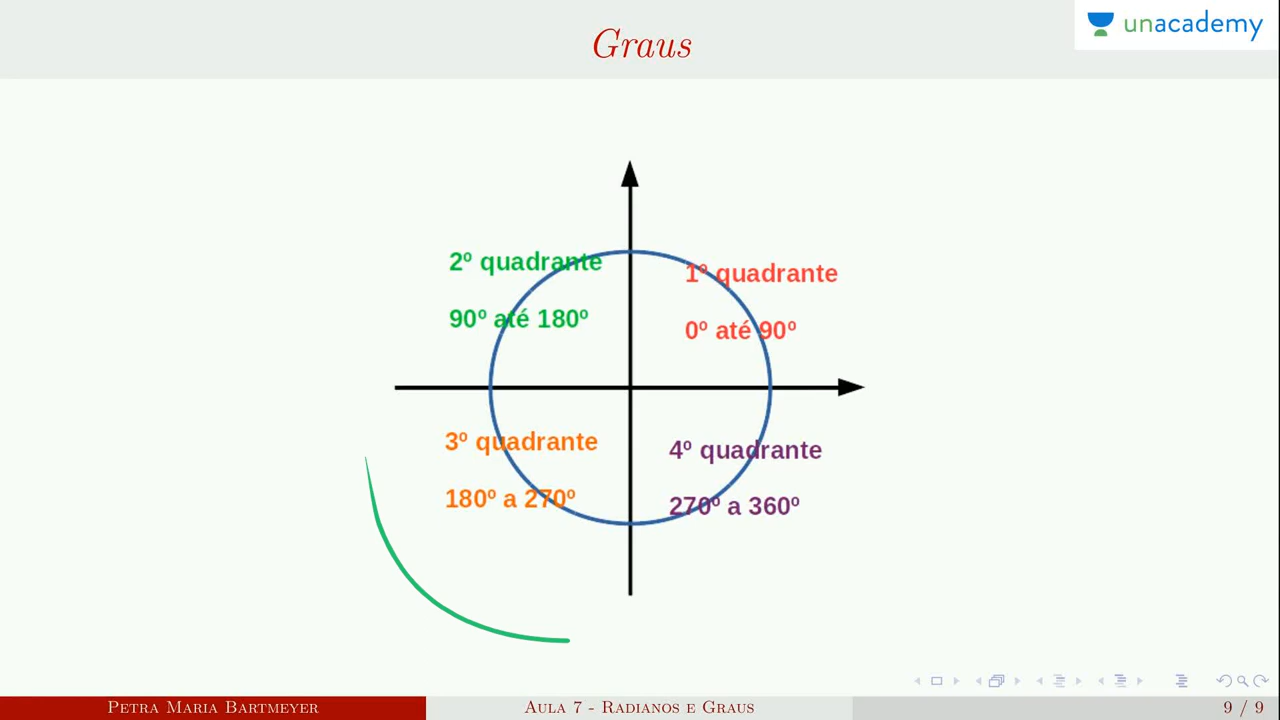 Graus
unacademy
2º quadrante
90º até 180º
1º quadrante
0º até 90º
3º quadrante
180º a 270º
4º quadrante
270º a 360º
Petra Maria Bartmeyer
Aula 7 - Radianos e Graus
9 / 9